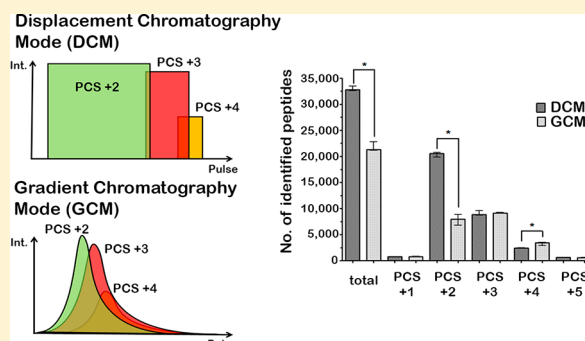 Displacement Chromatography
Mode (DCM)
Int.
PCS +3
PCS +2
PCS +4
Pulse
Gradient Chromatography
Mode (GCM)
PCS +2
Int.
PCS +3
PCS +4
No. of identified peptides
35,000
30,000
25,000
20,000
15,000
10,000
5,000
0
*
*
*
DCM
GCM
total
PCS +1
PCS +2
PCS +3
PCS +4
PCS +5